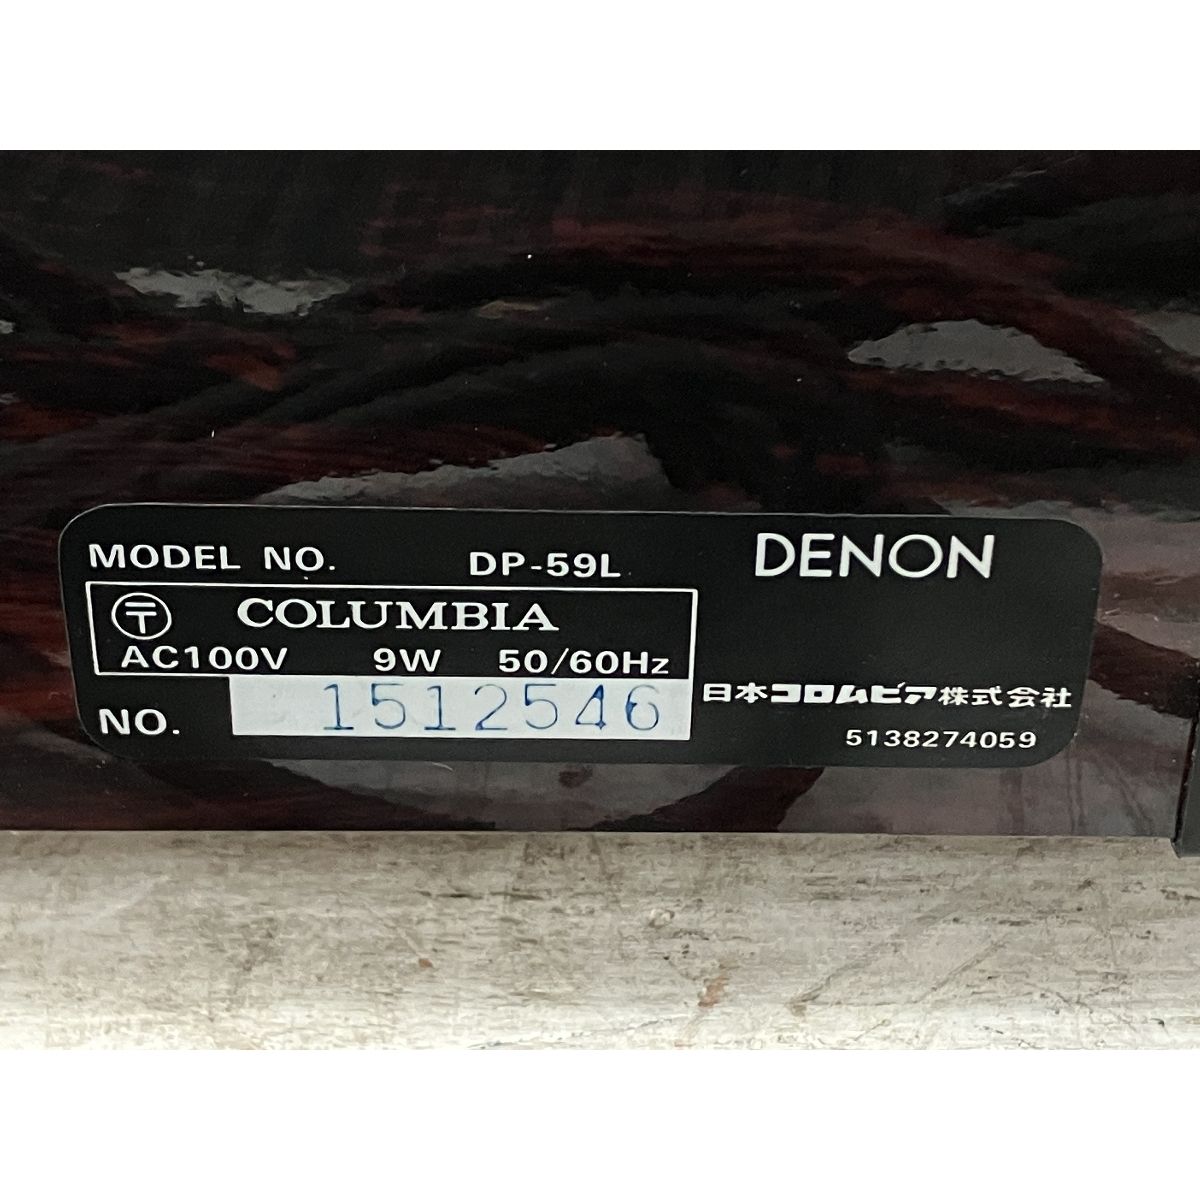 MODEL NO. DP-59L DENON
〒 COLUMBIA
AC100V 9W 50/60Hz
NO. 1512546
日本コロムビア株式会社
5138274059